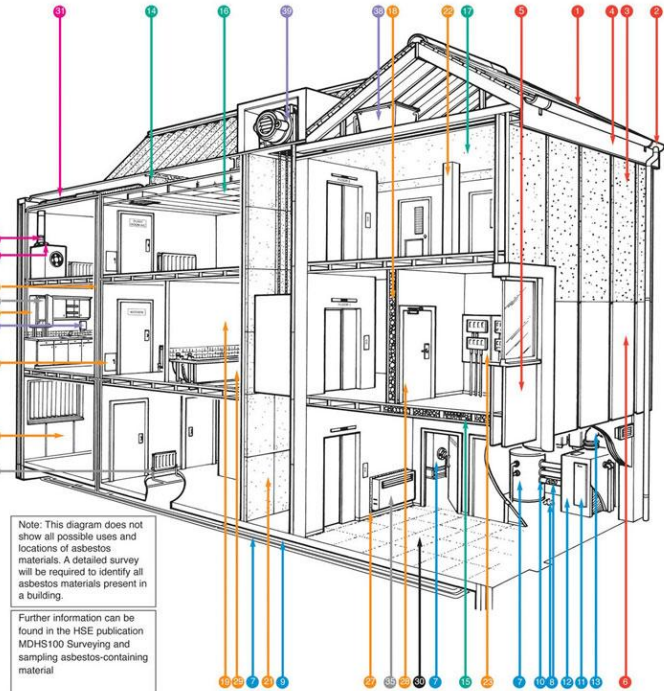 31
14
16
39
18
38
22
17
5
1
4
3
2
Note: This diagram does not
show all possible uses and
locations of asbestos
materials. A detailed survey
will be required to identify all
asbestos materials present in
a building.
Further information can be
found in the HSE publication
MDHS100 Surveying and
sampling asbestos-containing
material
19
25
21
7
9
27
35
30
7
15
23
7
10
8
12
11
13
6